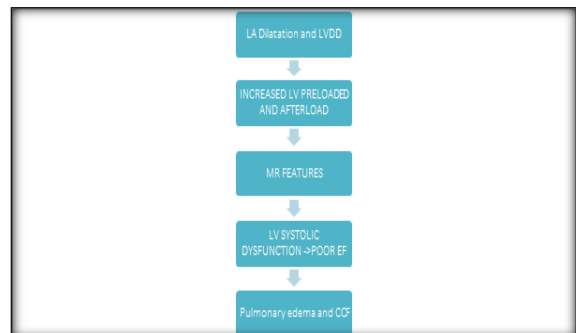 LA Dilatation and LVDD
INCREASED LV PRELOADED
AND AFTERLOAD
MR FEATURES
LV SYSTOLIC
DYSFUNCTION ->POOR EF
Pulmonary edema and CCF